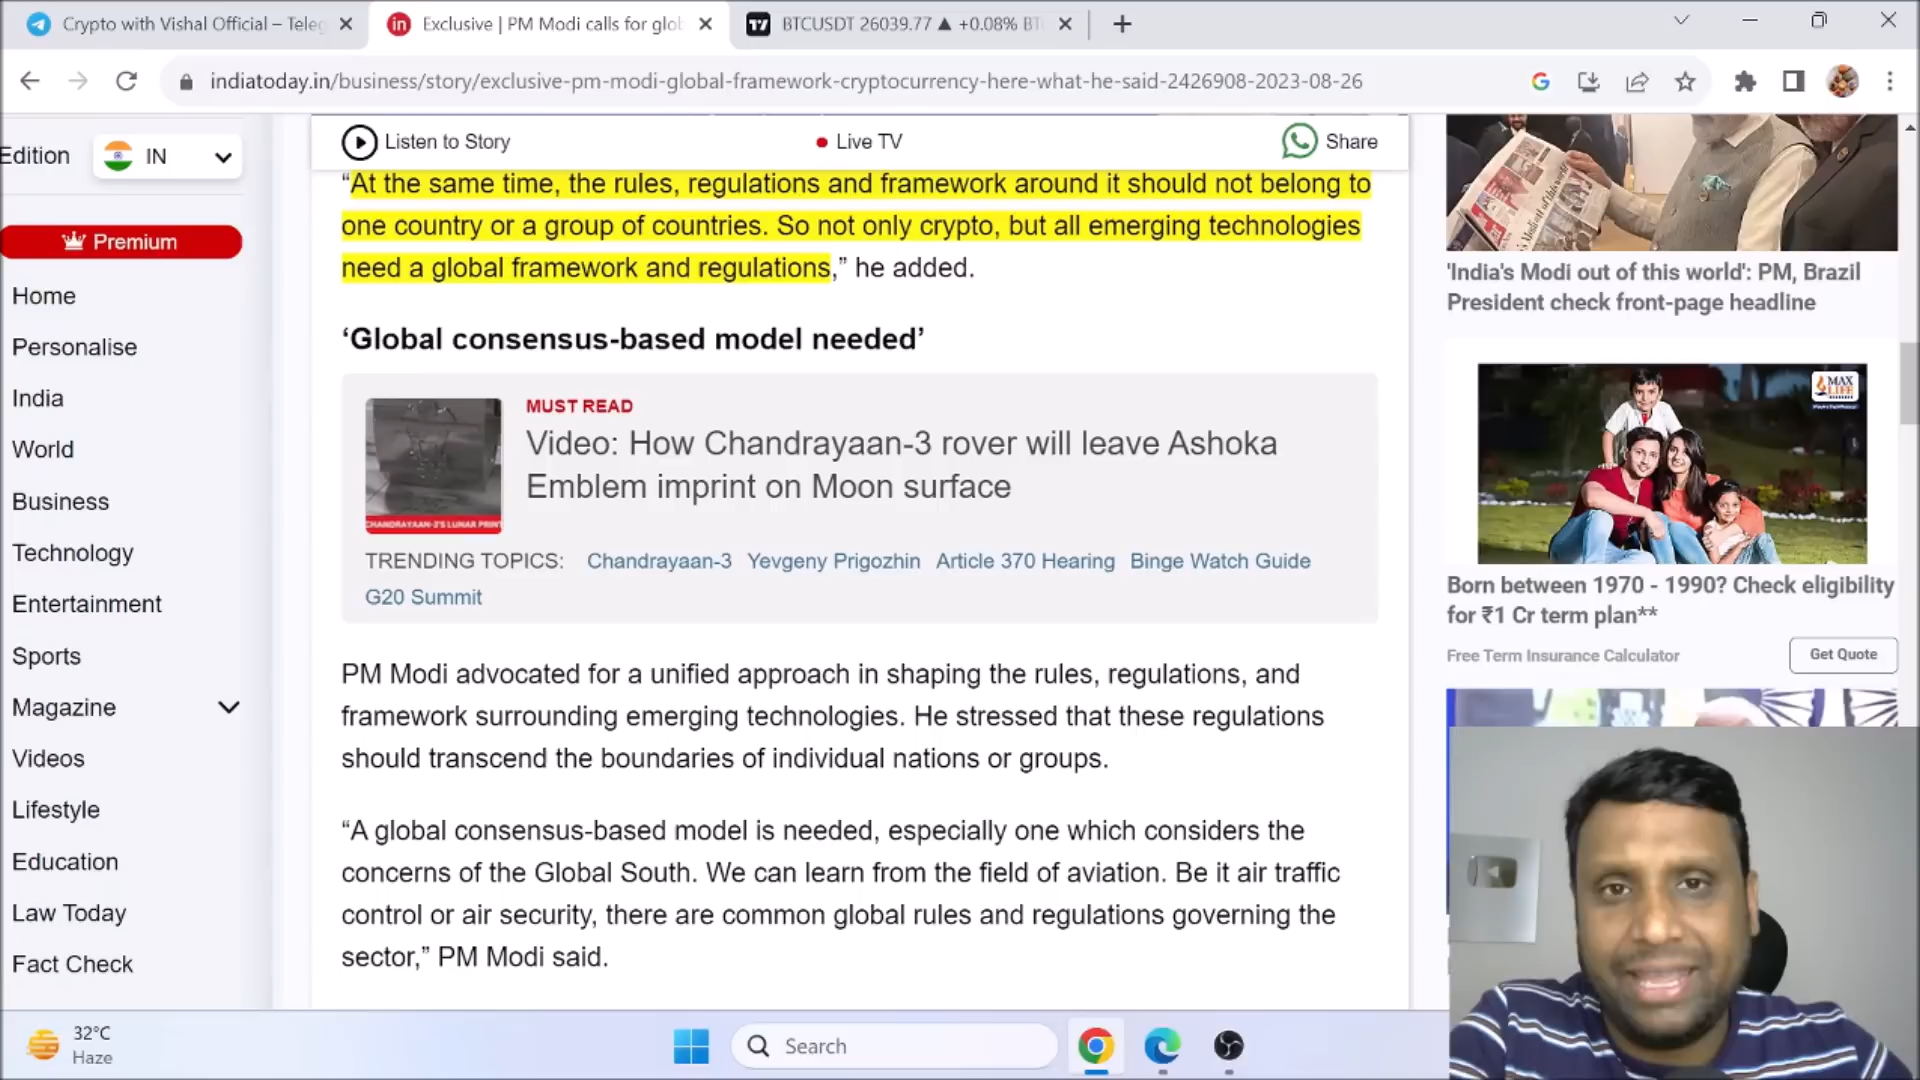 Crypto with Vishal Official – Teleg
Exclusive | PM Modi calls for glob
BTCUSDT 26039.77 ▲ +0.08%
indiatoday.in/business/story/exclusive-pm-modi-global-framework-cryptocurrency-here-what-he-said-2426908-2023-08-26
Edition
IN
Premium
Home
Personalise
India
World
Business
Technology
Entertainment
Sports
Magazine
Videos
Lifestyle
Education
Law Today
Fact Check
Listen to Story
Live TV
Share
“At the same time, the rules, regulations and framework around it should not belong to
one country or a group of countries. So not only crypto, but all emerging technologies
need a global framework and regulations,” he added.
‘Global consensus-based model needed’
CHANDRAYAAN-3'S LUNAR PRINT
MUST READ
Video: How Chandrayaan-3 rover will leave Ashoka
Emblem imprint on Moon surface
TRENDING TOPICS: Chandrayaan-3 Yevgeny Prigozhin Article 370 Hearing Binge Watch Guide
G20 Summit
PM Modi advocated for a unified approach in shaping the rules, regulations, and
framework surrounding emerging technologies. He stressed that these regulations
should transcend the boundaries of individual nations or groups.
“A global consensus-based model is needed, especially one which considers the
concerns of the Global South. We can learn from the field of aviation. Be it air traffic
control or air security, there are common global rules and regulations governing the
sector,” PM Modi said.
'India's Modi out of this world': PM, Brazil
President check front-page headline
MAX
LIFE
Born between 1970 - 1990? Check eligibility
for ₹1 Cr term plan**
Free Term Insurance Calculator
Get Quote
32°C
Haze
Search